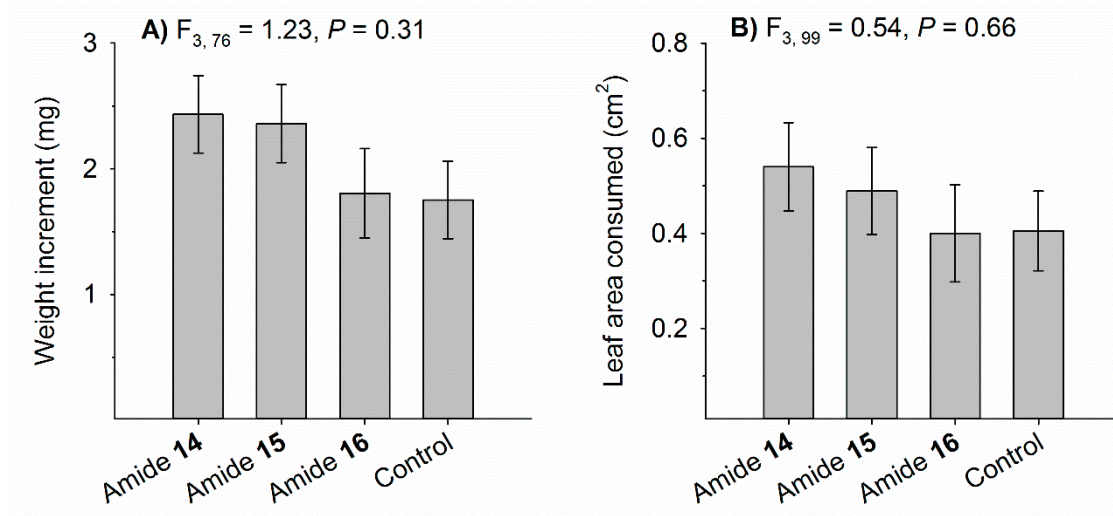 A) F3, 76 = 1.23, P = 0.31
3
2
1
Weight increment (mg)
Amide 14
Amide 15
Amide 16
Control
B) F3, 99 = 0.54, P = 0.66
0.8
0.6
0.4
0.2
Leaf area consumed (cm2)
Amide 14
Amide 15
Amide 16
Control